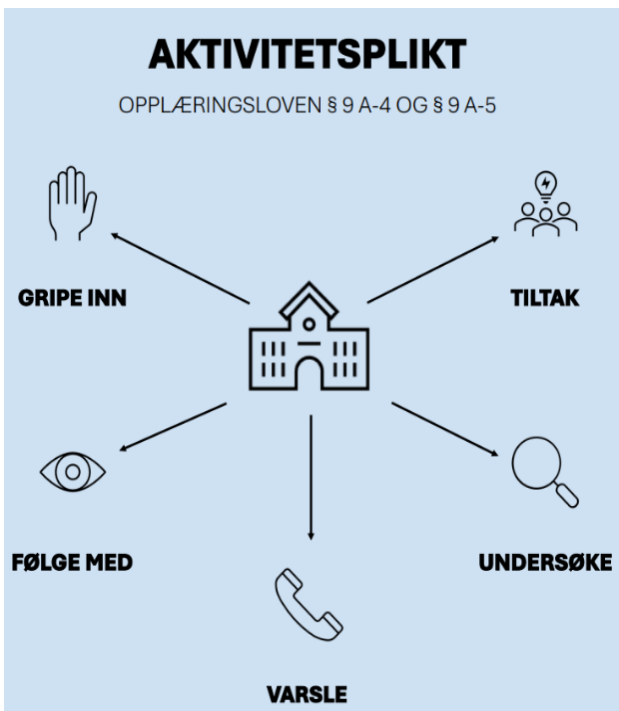 AKTIVITETSPLIKT
OPPLÆRINGSLOVEN § 9 A-4 OG § 9 A-5
GRIPE INN
TILTAK
FØLGE MED
UNDERSØKE
VARSLE